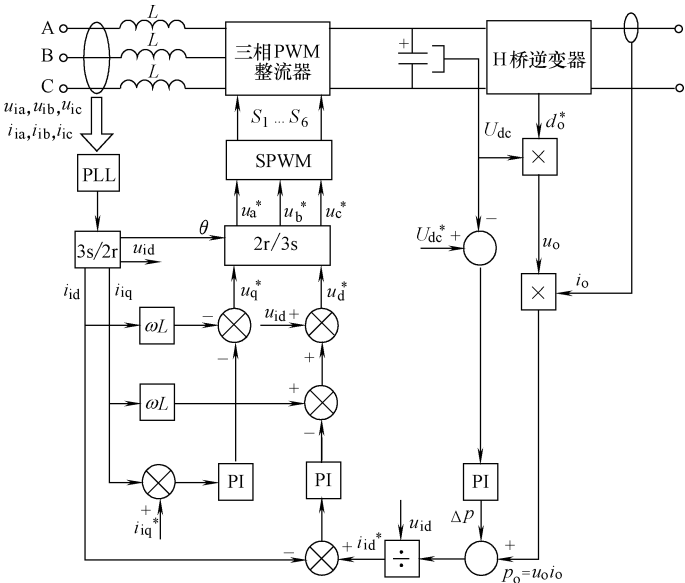 A
L
B
L
C
L
三相PWM
整流器
+
H桥逆变器
u_ia,u_ib,u_ic
i_ia,i_ib,i_ic
S_1 … S_6
U_dc
d_o^*
×
PLL
SPWM
u_a^*
u_b^*
u_c^*
3s/2r
θ
u_id
2r/3s
U_dc^* +
−
u_o
i_id
i_iq
u_q^*
u_d^*
×
i_o
ωL
−
u_id +
−
+
ωL
+
−
PI
PI
PI
+
i_iq^*
Δp
u_id
−
+ i_id^*
÷
+
p_o=u_o i_o